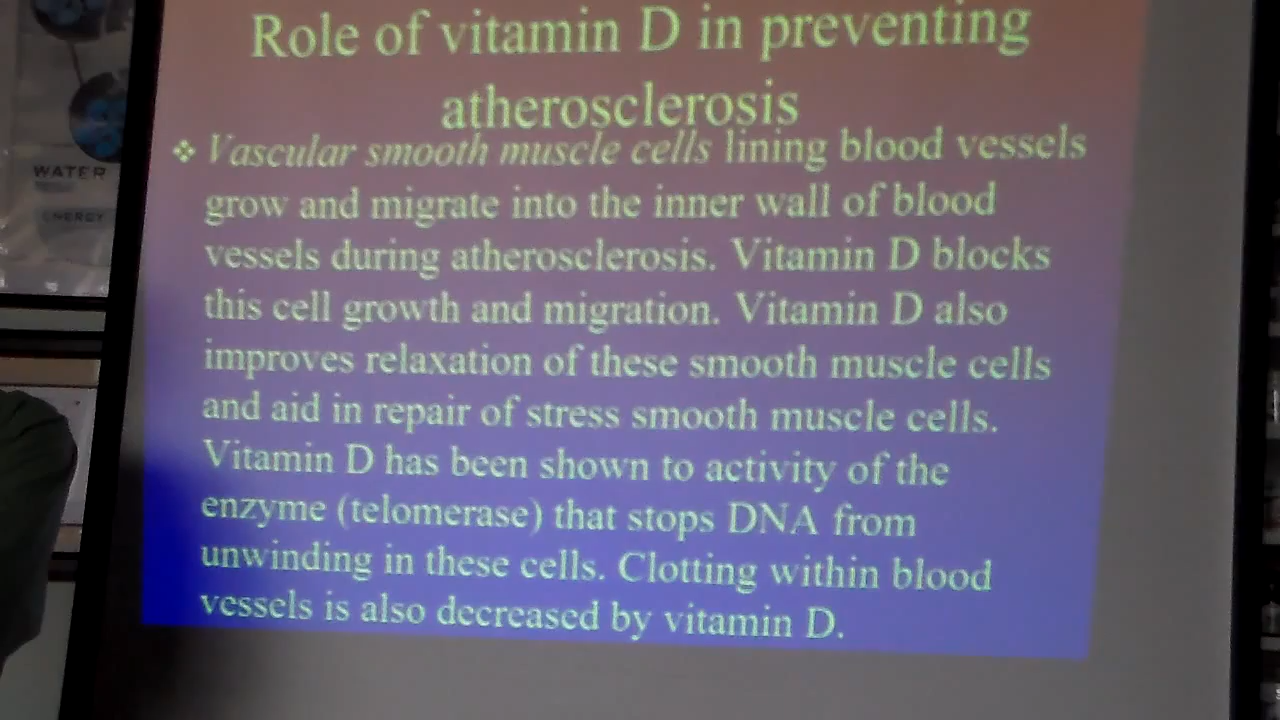 Role of vitamin D in preventing
atherosclerosis
❖ Vascular smooth muscle cells lining blood vessels
grow and migrate into the inner wall of blood
vessels during atherosclerosis. Vitamin D blocks
this cell growth and migration. Vitamin D also
improves relaxation of these smooth muscle cells
and aid in repair of stress smooth muscle cells.
Vitamin D has been shown to activity of the
enzyme (telomerase) that stops DNA from
unwinding in these cells. Clotting within blood
vessels is also decreased by vitamin D.
WATER
ENERGY